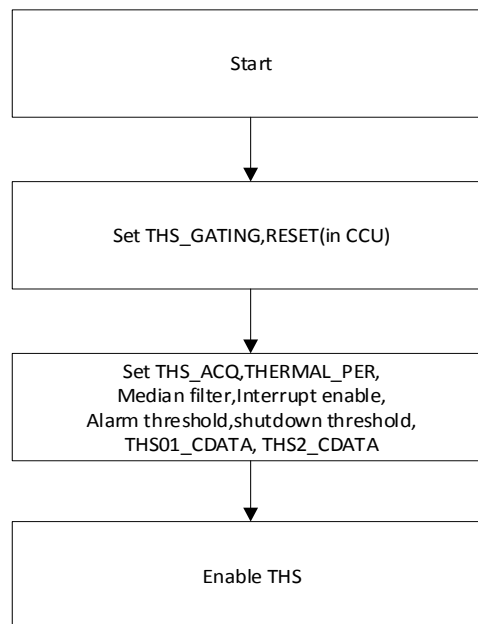 Start
Set THS_GATING,RESET(in CCU)
Set THS_ACQ,THERMAL_PER,
Median filter,Interrupt enable,
Alarm threshold,shutdown threshold,
THS01_CDATA, THS2_CDATA
Enable THS